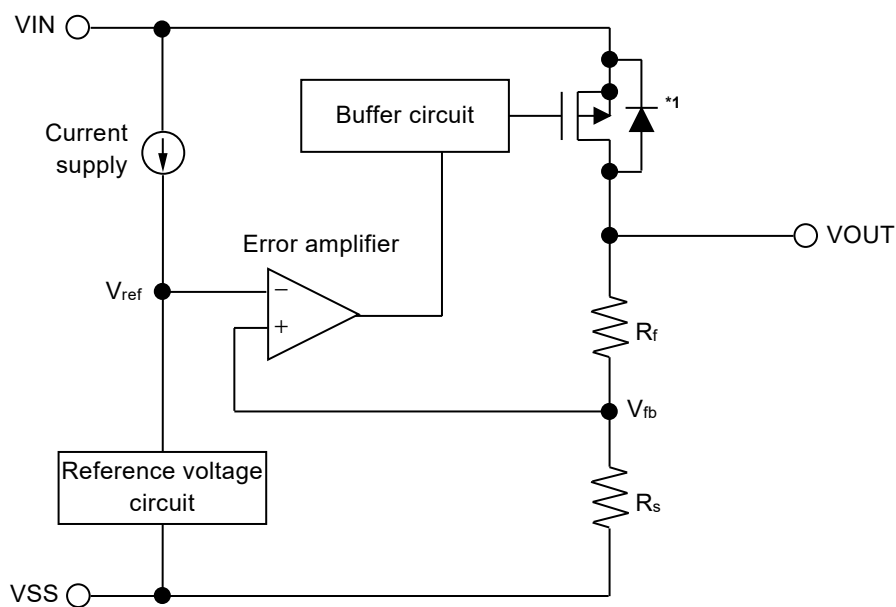 VIN
Current
supply
Buffer circuit
*1
Error amplifier
VOUT
Vref
−
+
Rf
Vfb
Reference voltage
circuit
Rs
VSS